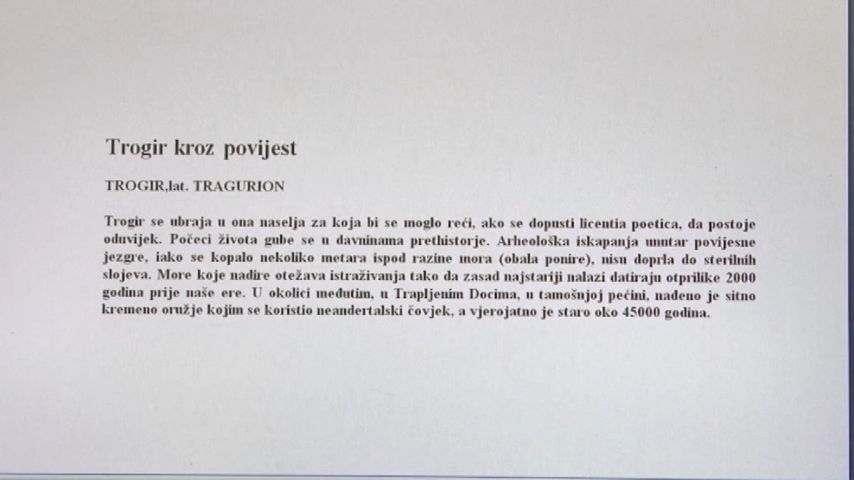 Trogir kroz povijest
TROGIR,lat. TRAGURION
Trogir se ubraja u ona naselja za koja bi se moglo reći, ako se dopusti licentia poetica, da postoje
oduvijek. Počeci života gube se u davninama prethistorje. Arheološka iskapanja unutar povijesne
jezgre, iako se kopalo nekoliko metara ispod razine mora (obala ponire), nisu doprla do sterilnih
slojeva. More koje nadire otežava istraživanja tako da zasad najstariji nalazi datiraju otprilike 2000
godina prije naše ere. U okolici međutim, u Trapljenim Docima, u tamošnjoj pećini, nađeno je sitno
kremeno oružje kojim se koristio neandertalski čovjek, a vjerojatno je staro oko 45000 godina.